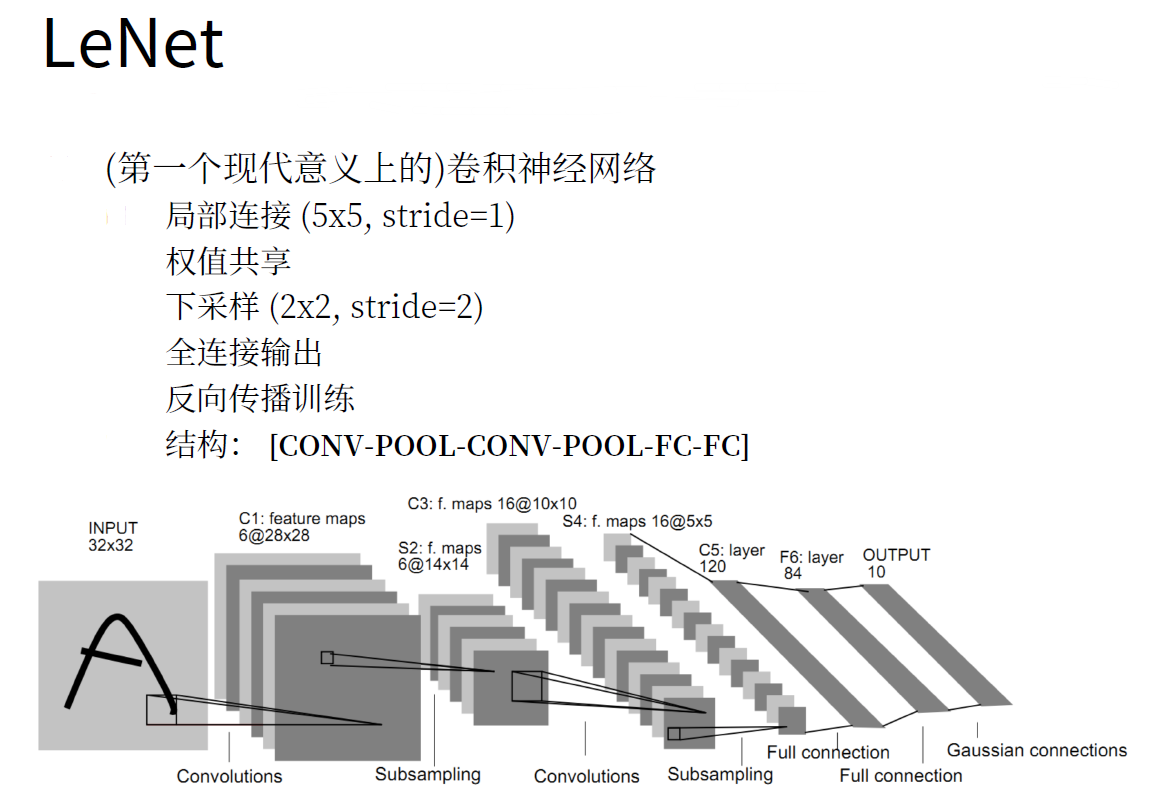 LeNet
(第一个现代意义上的)卷积神经网络
局部连接 (5x5, stride=1)
权值共享
下采样 (2x2, stride=2)
全连接输出
反向传播训练
结构： [CONV-POOL-CONV-POOL-FC-FC]
INPUT
32x32
C1: feature maps
6@28x28
S2: f. maps
6@14x14
C3: f. maps 16@10x10
S4: f. maps 16@5x5
C5: layer
120
F6: layer
84
OUTPUT
10
Convolutions
Subsampling
Convolutions
Subsampling
Full connection
Full connection
Gaussian connections